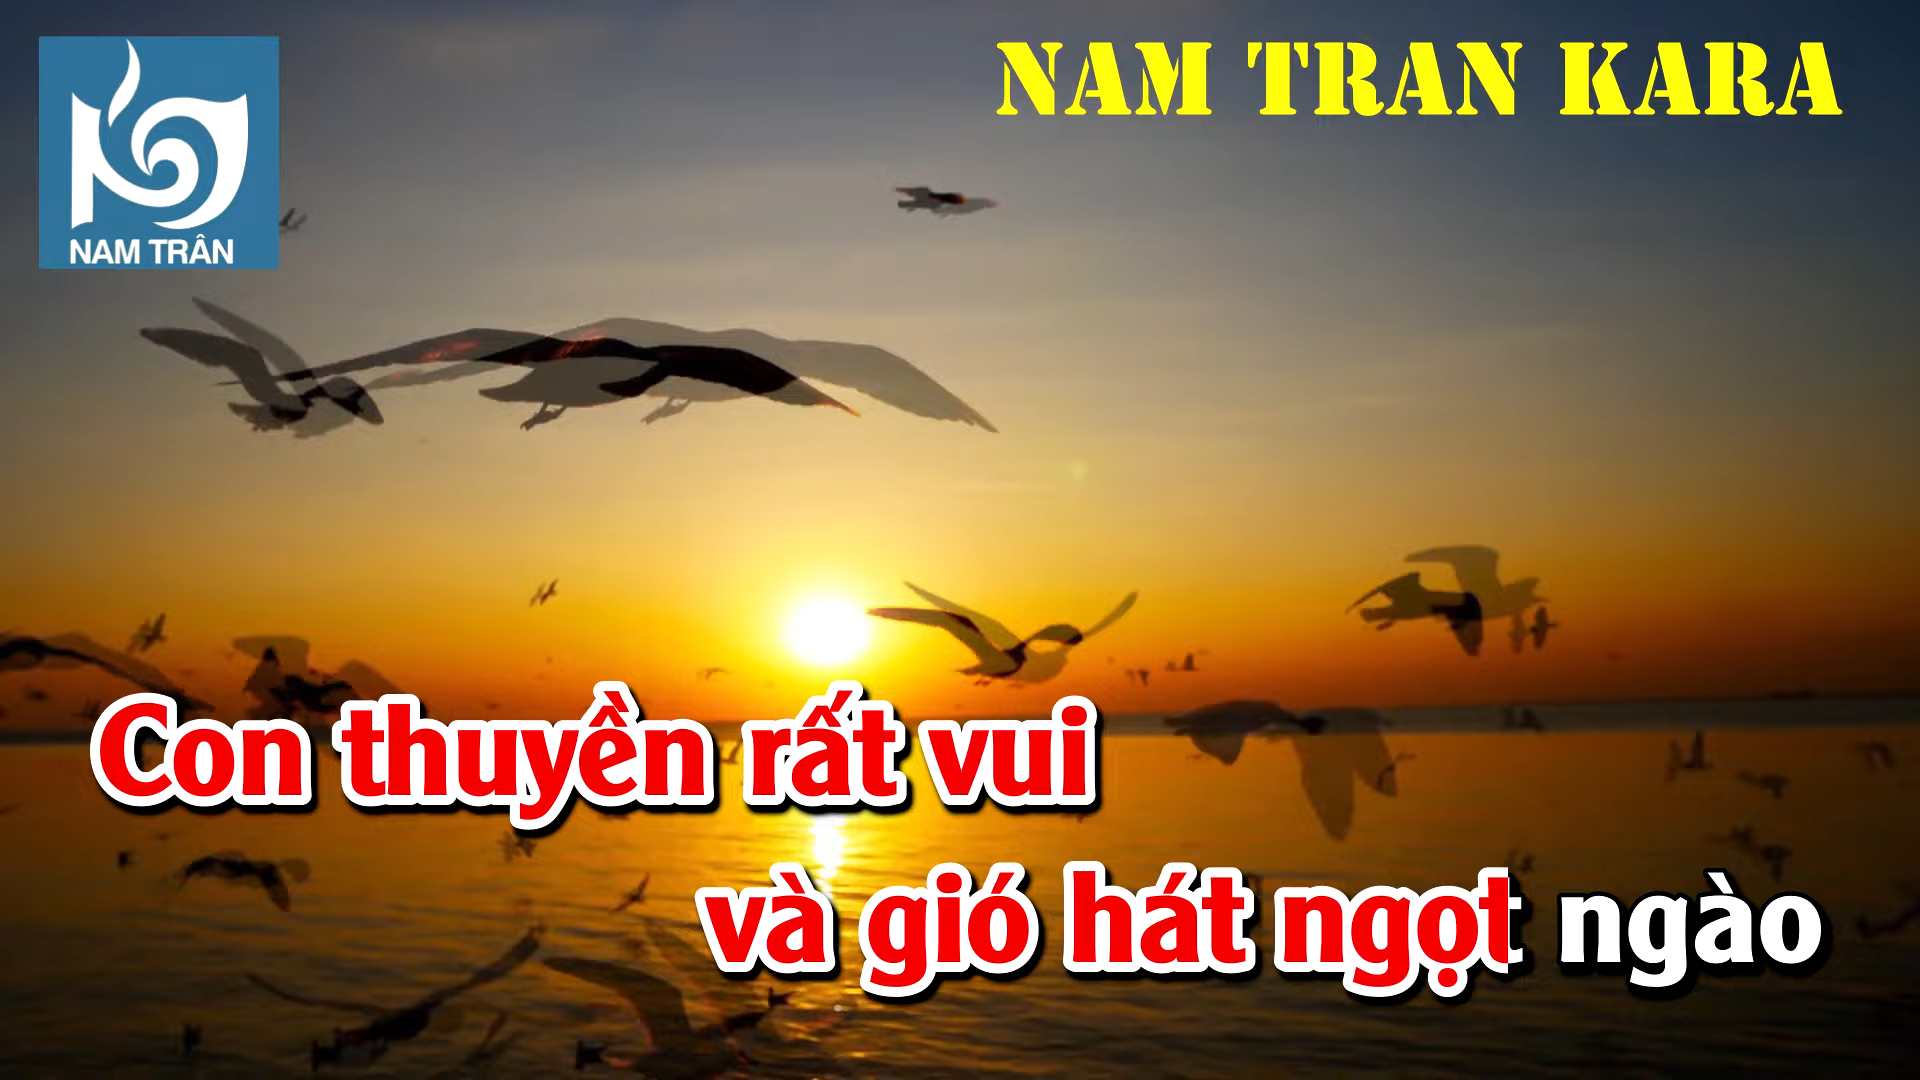 NAM TRAN KARA
NAM TRÂN
Con thuyền rất vui
và gió hát ngọt ngào